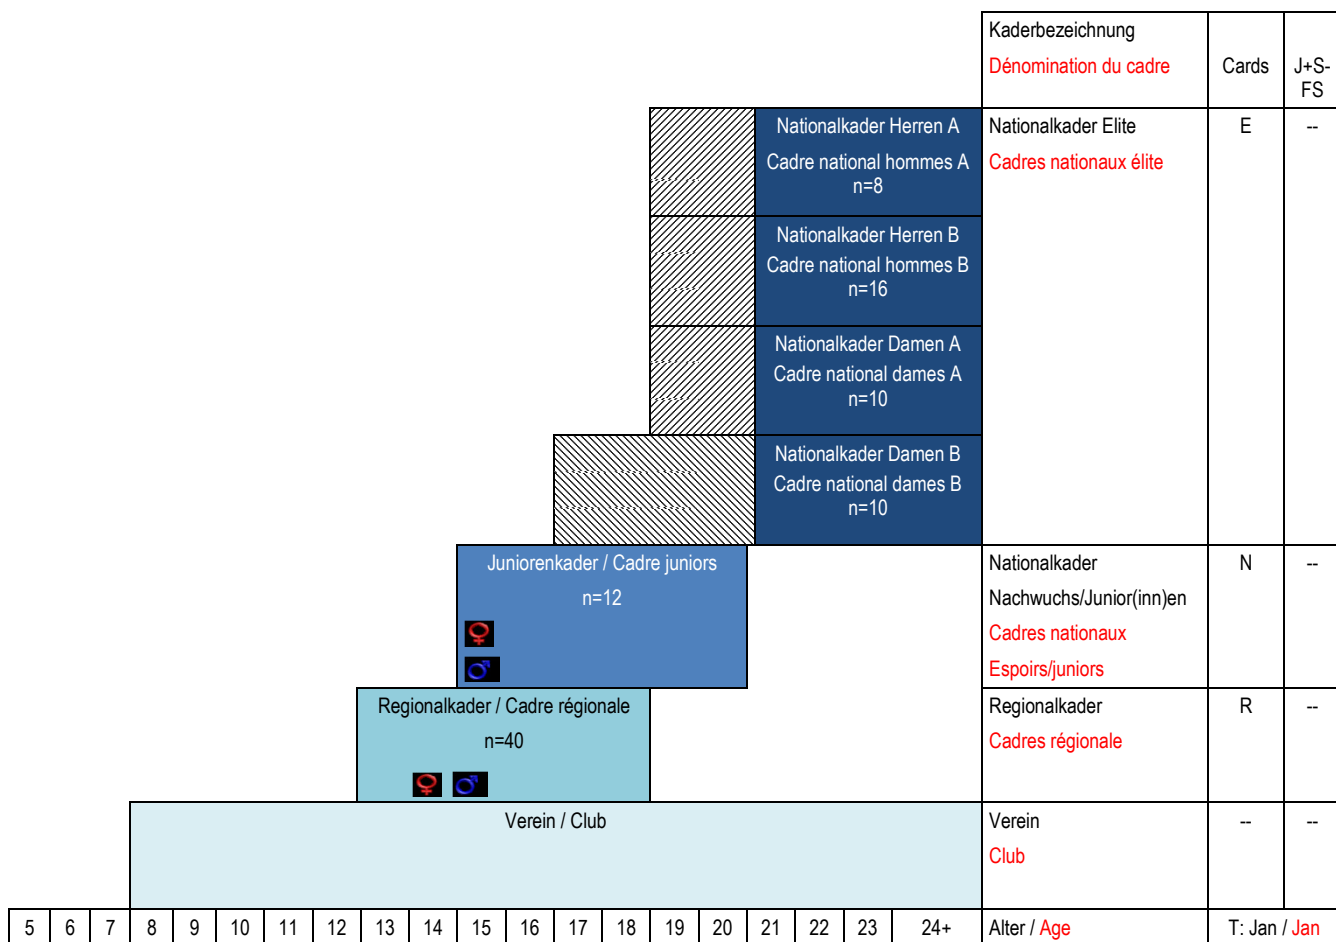 Kaderbezeichnung
Dénomination du cadre
Cards
J+S-
FS
Nationalkader Herren A
Cadre national hommes A
n=8
Nationalkader Elite
Cadres nationaux élite
E
--
Nationalkader Herren B
Cadre national hommes B
n=16
Nationalkader Damen A
Cadre national dames A
n=10
Nationalkader Damen B
Cadre national dames B
n=10
Juniorenkader / Cadre juniors
n=12
Nationalkader
Nachwuchs/Junior(inn)en
Cadres nationaux
Espoirs/juniors
N
--
Regionalkader / Cadre régionale
n=40
Regionalkader
Cadres régionale
R
--
Verein / Club
Verein
Club
--
--
5 6 7 8 9 10 11 12 13 14 15 16 17 18 19 20 21 22 23 24+ Alter / Age T: Jan / Jan